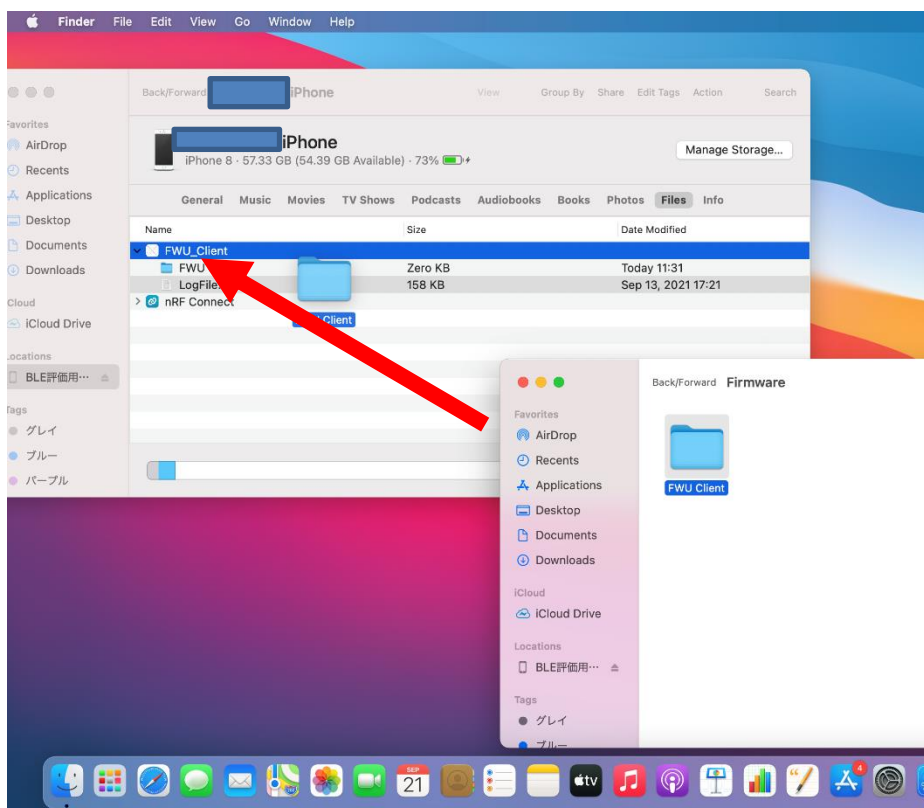 Finder File Edit View Go Window Help
Back/Forward iPhone View Group By Share Edit Tags Action Search
iPhone
iPhone 8 · 57.33 GB (54.39 GB Available) · 73%
Manage Storage...
General Music Movies TV Shows Podcasts Audiobooks Books Photos Files Info
Name Size Date Modified
FWU_Client
FWU Zero KB Today 11:31
LogFile. 158 KB Sep 13, 2021 17:21
nRF Connect
Client
Favorites
AirDrop
Recents
Applications
Desktop
Documents
Downloads
iCloud
iCloud Drive
Locations
BLE評価用…
Tags
グレイ
ブルー
パープル
Back/Forward Firmware
FWU Client
Favorites
AirDrop
Recents
Applications
Desktop
Documents
Downloads
iCloud
iCloud Drive
Locations
BLE評価用…
Tags
グレイ
ブルー
SEP
21
tv
4